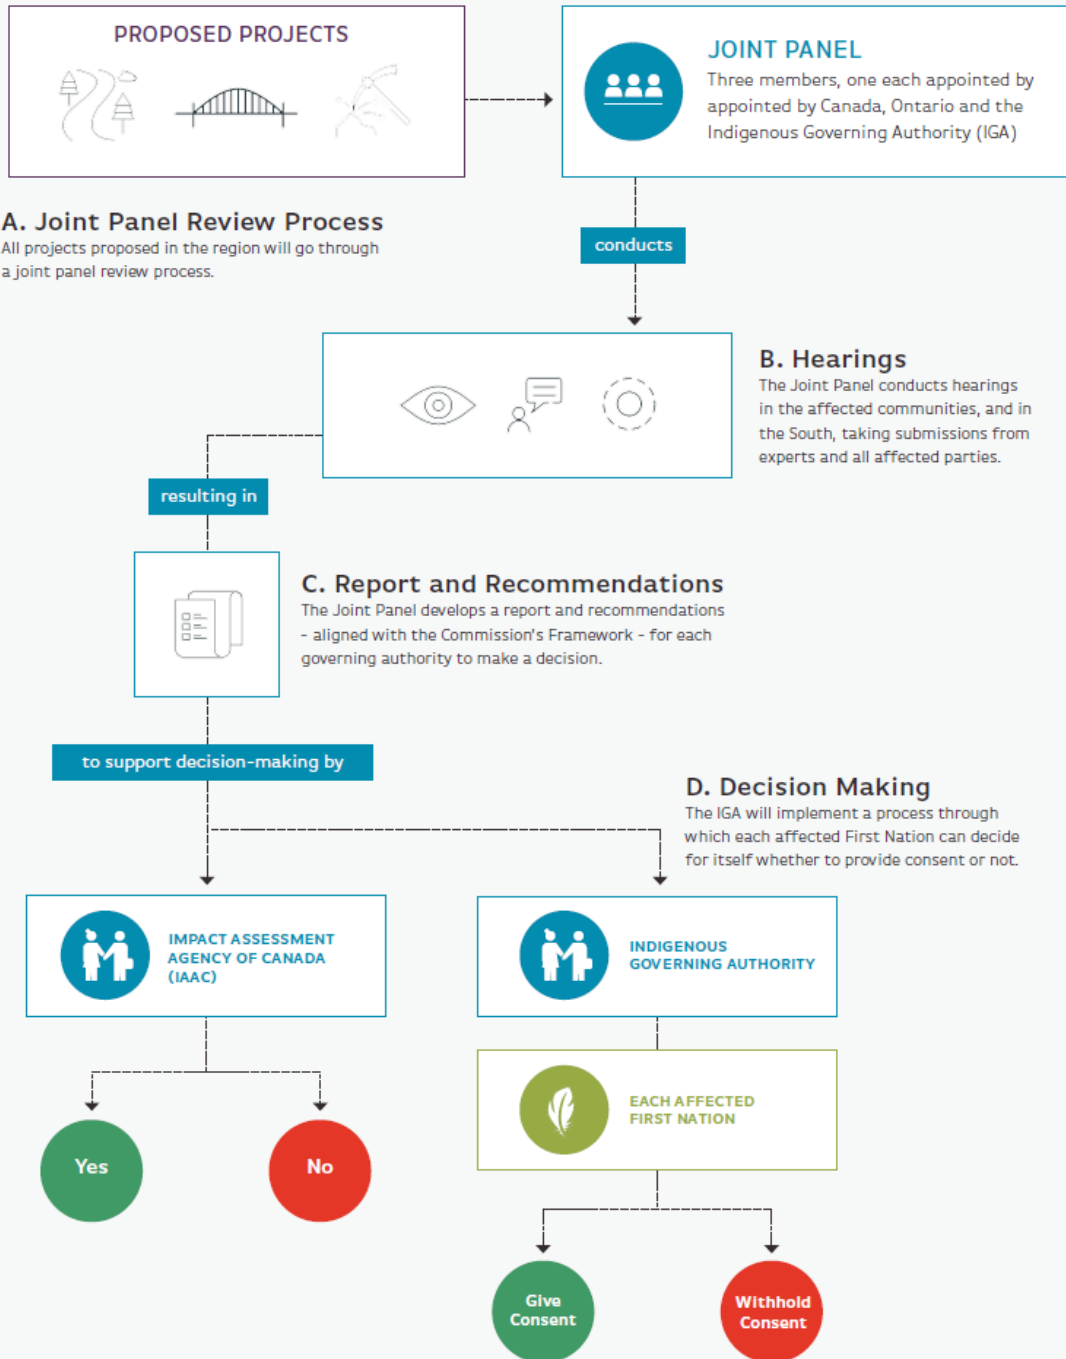 PROPOSED PROJECTS
JOINT PANEL
Three members, one each appointed by
appointed by Canada, Ontario and the
Indigenous Governing Authority (IGA)
A. Joint Panel Review Process
All projects proposed in the region will go through
a joint panel review process.
conducts
B. Hearings
The Joint Panel conducts hearings
in the affected communities, and in
the South, taking submissions from
experts and all affected parties.
resulting in
C. Report and Recommendations
The Joint Panel develops a report and recommendations
- aligned with the Commission's Framework - for each
governing authority to make a decision.
to support decision-making by
D. Decision Making
The IGA will implement a process through
which each affected First Nation can decide
for itself whether to provide consent or not.
IMPACT ASSESSMENT
AGENCY OF CANADA
(IAAC)
INDIGENOUS
GOVERNING AUTHORITY
EACH AFFECTED
FIRST NATION
Yes
No
Give
Consent
Withhold
Consent